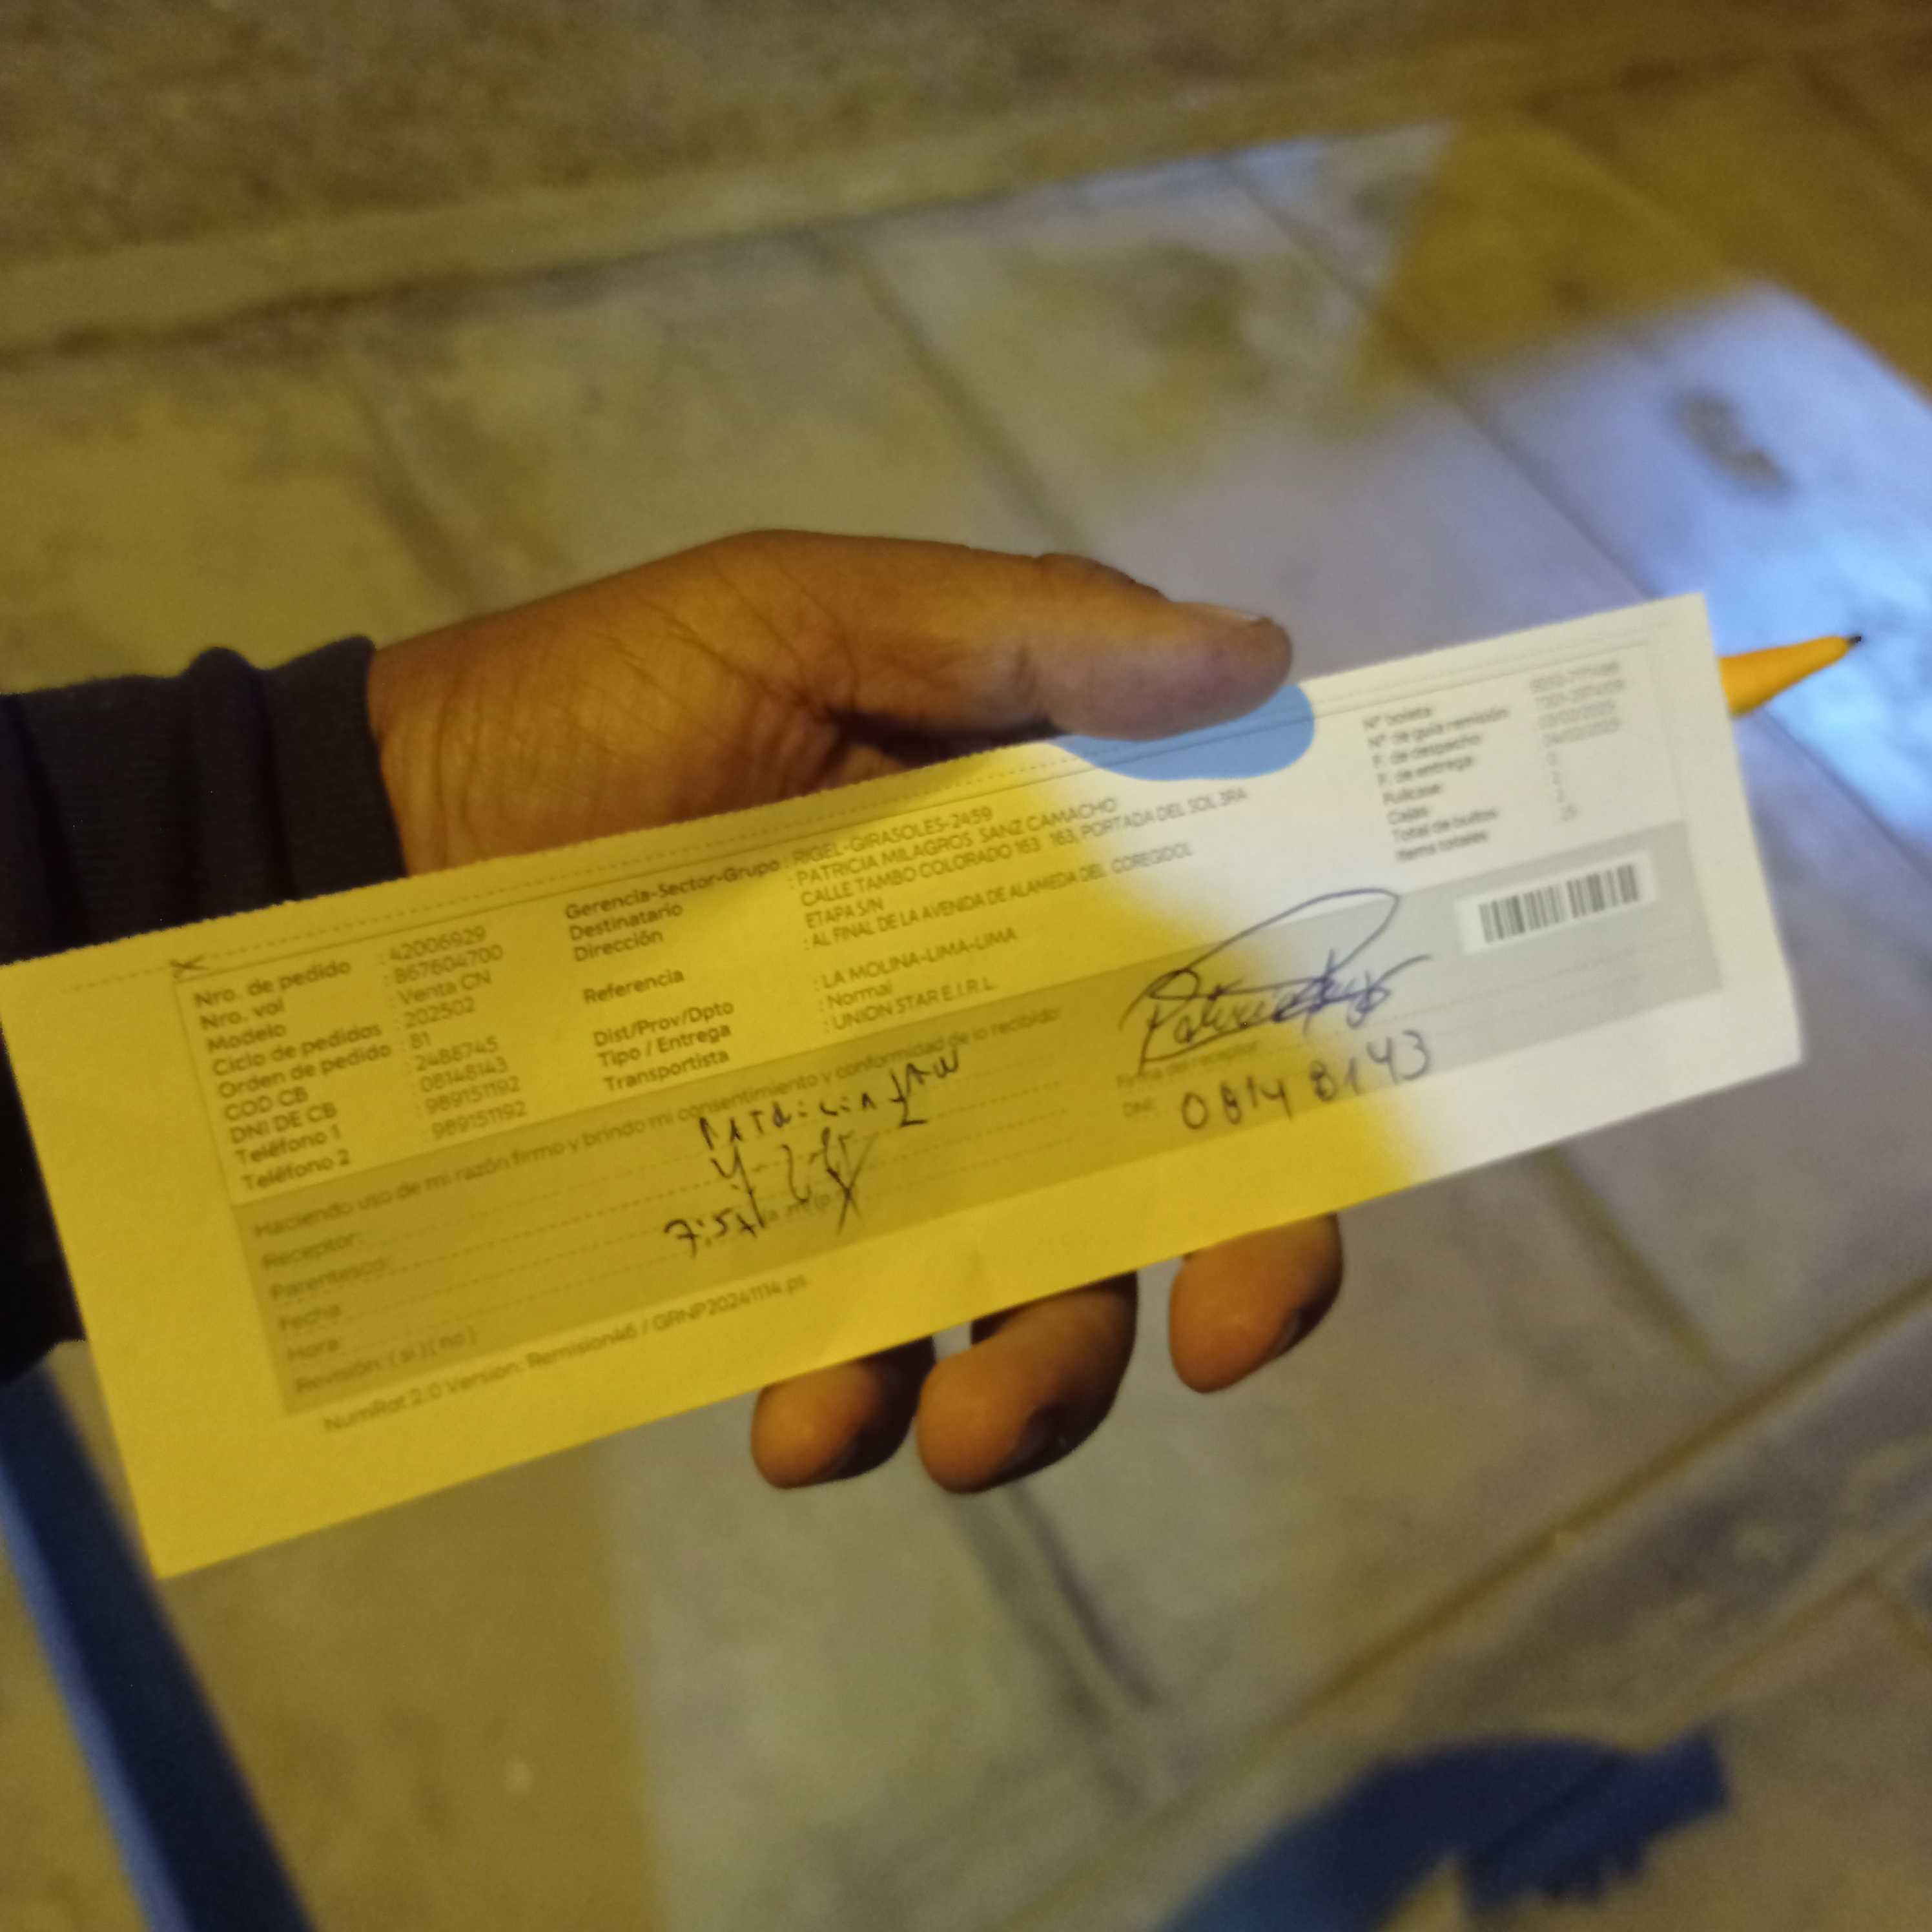 Nro. de pedido : 42006929
Nro. vol : 867604700
Modelo : Venta CN
Ciclo de pedidos : 202502
Orden de pedido : 81
COD CB : 2488745
DNI DE CB : 08148143
Teléfono 1 : 989151192
Teléfono 2 : 989151192
Gerencia-Sector-Grupo : RIGEL-GIRASOLES-2459
Destinatario : PATRICIA MILAGROS SANZ CAMACHO
Dirección CALLE TAMBO COLORADO 163 163, PORTADA DEL SOL 3RA
ETAPA S/N
Referencia : AL FINAL DE LA AVENIDA DE ALAMEDA DEL COREGIDOL
Dist/Prov/Dpto : LA MOLINA-LIMA-LIMA
Tipo / Entrega : Normal
Transportista : UNION STAR E.I.R.L.
Nº boleta:
Nº de guía remisión:
F. de despacho:
F. de entrega:
Fullcase:
Cajas:
Total de bultos:
Items totales:
Haciendo uso de mi razón firmo y brindo mi consentimiento y conformidad de lo recibido:
Receptor:
Parentesco:
Fecha:
Hora:
Revisión: ( si ) ( no )
Firma del receptor:
DNI: 08148143
NumRot 2.0 Version: Remision46 / GRNP20241114.ps